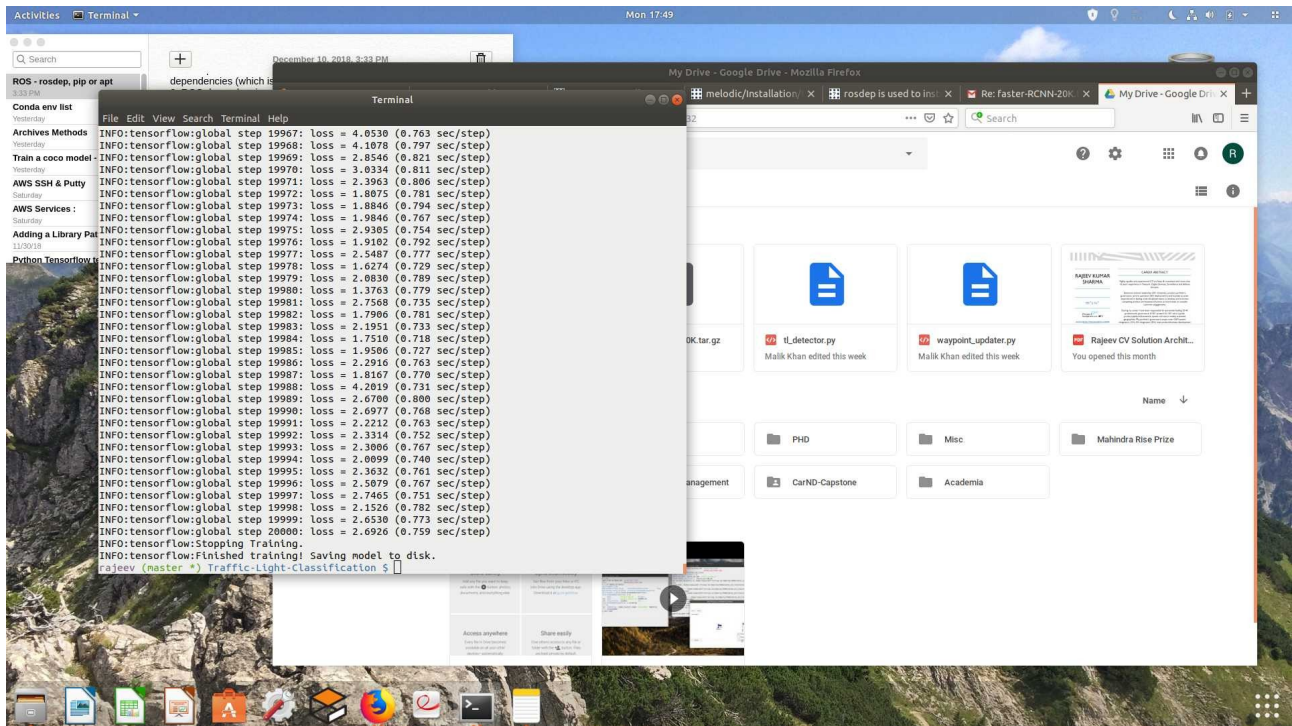 Activities
Terminal
Mon 17:49
Search
December 10, 2018, 3:33 PM
ROS - rosdep, pip or apt
3:33 PM
dependencies (which is
Conda env list
Yesterday
Archives Methods
Yesterday
Train a coco model -
Yesterday
AWS SSH & Putty
Saturday
AWS Services :
Saturday
Adding a Library Pat
11/30/18
Python Tensorflow t
Terminal
File Edit View Search Terminal Help
INFO:tensorflow:global step 19967: loss = 4.0530 (0.763 sec/step)
INFO:tensorflow:global step 19968: loss = 4.1078 (0.797 sec/step)
INFO:tensorflow:global step 19969: loss = 2.8546 (0.821 sec/step)
INFO:tensorflow:global step 19970: loss = 3.0334 (0.811 sec/step)
INFO:tensorflow:global step 19971: loss = 2.3963 (0.806 sec/step)
INFO:tensorflow:global step 19972: loss = 1.8075 (0.781 sec/step)
INFO:tensorflow:global step 19973: loss = 1.8846 (0.794 sec/step)
INFO:tensorflow:global step 19974: loss = 1.9846 (0.767 sec/step)
INFO:tensorflow:global step 19975: loss = 2.9305 (0.754 sec/step)
INFO:tensorflow:global step 19976: loss = 1.9102 (0.792 sec/step)
INFO:tensorflow:global step 19977: loss = 2.5487 (0.777 sec/step)
INFO:tensorflow:global step 19978: loss = 1.6274 (0.729 sec/step)
INFO:tensorflow:global step 19979: loss = 2.0830 (0.789 sec/step)
INFO:tensorflow:global step 19980: loss = 1.3763 (0.779 sec/step)
INFO:tensorflow:global step 19981: loss = 2.7568 (0.735 sec/step)
INFO:tensorflow:global step 19982: loss = 1.7906 (0.781 sec/step)
INFO:tensorflow:global step 19983: loss = 2.1951 (0.733 sec/step)
INFO:tensorflow:global step 19984: loss = 1.7510 (0.718 sec/step)
INFO:tensorflow:global step 19985: loss = 1.9506 (0.727 sec/step)
INFO:tensorflow:global step 19986: loss = 2.2916 (0.763 sec/step)
INFO:tensorflow:global step 19987: loss = 1.8167 (0.770 sec/step)
INFO:tensorflow:global step 19988: loss = 4.2019 (0.731 sec/step)
INFO:tensorflow:global step 19989: loss = 2.6700 (0.800 sec/step)
INFO:tensorflow:global step 19990: loss = 2.6977 (0.768 sec/step)
INFO:tensorflow:global step 19991: loss = 2.2212 (0.763 sec/step)
INFO:tensorflow:global step 19992: loss = 2.3314 (0.752 sec/step)
INFO:tensorflow:global step 19993: loss = 2.3006 (0.767 sec/step)
INFO:tensorflow:global step 19994: loss = 2.0099 (0.740 sec/step)
INFO:tensorflow:global step 19995: loss = 2.3632 (0.761 sec/step)
INFO:tensorflow:global step 19996: loss = 2.5079 (0.767 sec/step)
INFO:tensorflow:global step 19997: loss = 2.7465 (0.751 sec/step)
INFO:tensorflow:global step 19998: loss = 2.1526 (0.782 sec/step)
INFO:tensorflow:global step 19999: loss = 2.6530 (0.773 sec/step)
INFO:tensorflow:global step 20000: loss = 2.6926 (0.759 sec/step)
INFO:tensorflow:Stopping Training.
INFO:tensorflow:Finished training! Saving model to disk.
rajeev (master *) Traffic-Light-Classification $
My Drive - Google Drive - Mozilla Firefox
melodic/Installation/
rosdep is used to ins
Re: faster-RCNN-20K.
My Drive - Google Driv
32
Search
R
RAJEEV KUMAR SHARMA
0K.tar.gz
tl_detector.py
Malik Khan edited this week
waypoint_updater.py
Malik Khan edited this week
Rajeev CV Solution Archit...
You opened this month
Name
PHD
Misc
Mahindra Rise Prize
anagement
CarND-Capstone
Academia
Access anywhere
Share easily